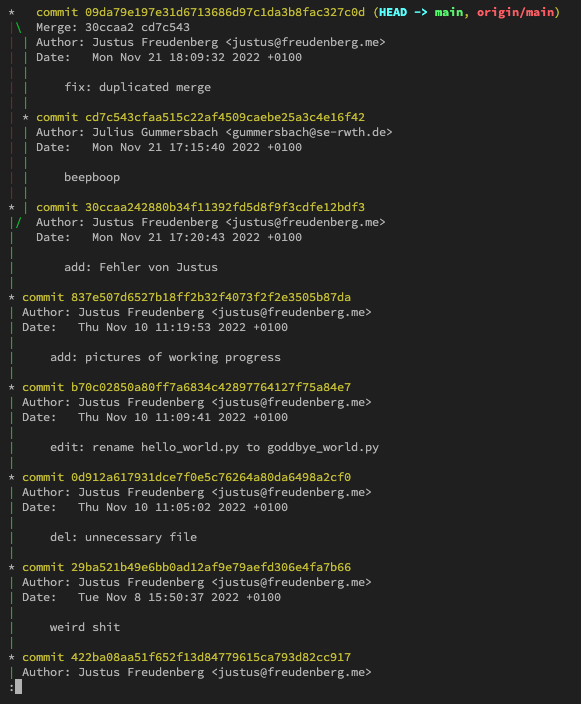 *   commit 09da79e197e31d6713686d97c1da3b8fac327c0d (HEAD -> main, origin/main)
|\  Merge: 30ccaa2 cd7c543
| | Author: Justus Freudenberg <justus@freudenberg.me>
| | Date:   Mon Nov 21 18:09:32 2022 +0100
| |
| |     fix: duplicated merge
| |
| * commit cd7c543cfaa515c22af4509caebe25a3c4e16f42
| | Author: Julius Gummersbach <gummersbach@se-rwth.de>
| | Date:   Mon Nov 21 17:15:40 2022 +0100
| |
| |     beepboop
| |
* | commit 30ccaa242880b34f11392fd5d8f9f3cdfe12bdf3
|/  Author: Justus Freudenberg <justus@freudenberg.me>
|   Date:   Mon Nov 21 17:20:43 2022 +0100
|
|       add: Fehler von Justus
|
* commit 837e507d6527b18ff2b32f4073f2f2e3505b87da
| Author: Justus Freudenberg <justus@freudenberg.me>
| Date:   Thu Nov 10 11:19:53 2022 +0100
|
|     add: pictures of working progress
|
* commit b70c02850a80ff7a6834c42897764127f75a84e7
| Author: Justus Freudenberg <justus@freudenberg.me>
| Date:   Thu Nov 10 11:09:41 2022 +0100
|
|     edit: rename hello_world.py to goddbye_world.py
|
* commit 0d912a617931dce7f0e5c76264a80da6498a2cf0
| Author: Justus Freudenberg <justus@freudenberg.me>
| Date:   Thu Nov 10 11:05:02 2022 +0100
|
|     del: unnecessary file
|
* commit 29ba521b49e6bb0ad12af9e79aefd306e4fa7b66
| Author: Justus Freudenberg <justus@freudenberg.me>
| Date:   Tue Nov 8 15:50:37 2022 +0100
|
|     weird shit
|
* commit 422ba08aa51f652f13d84779615ca793d82cc917
| Author: Justus Freudenberg <justus@freudenberg.me>
: